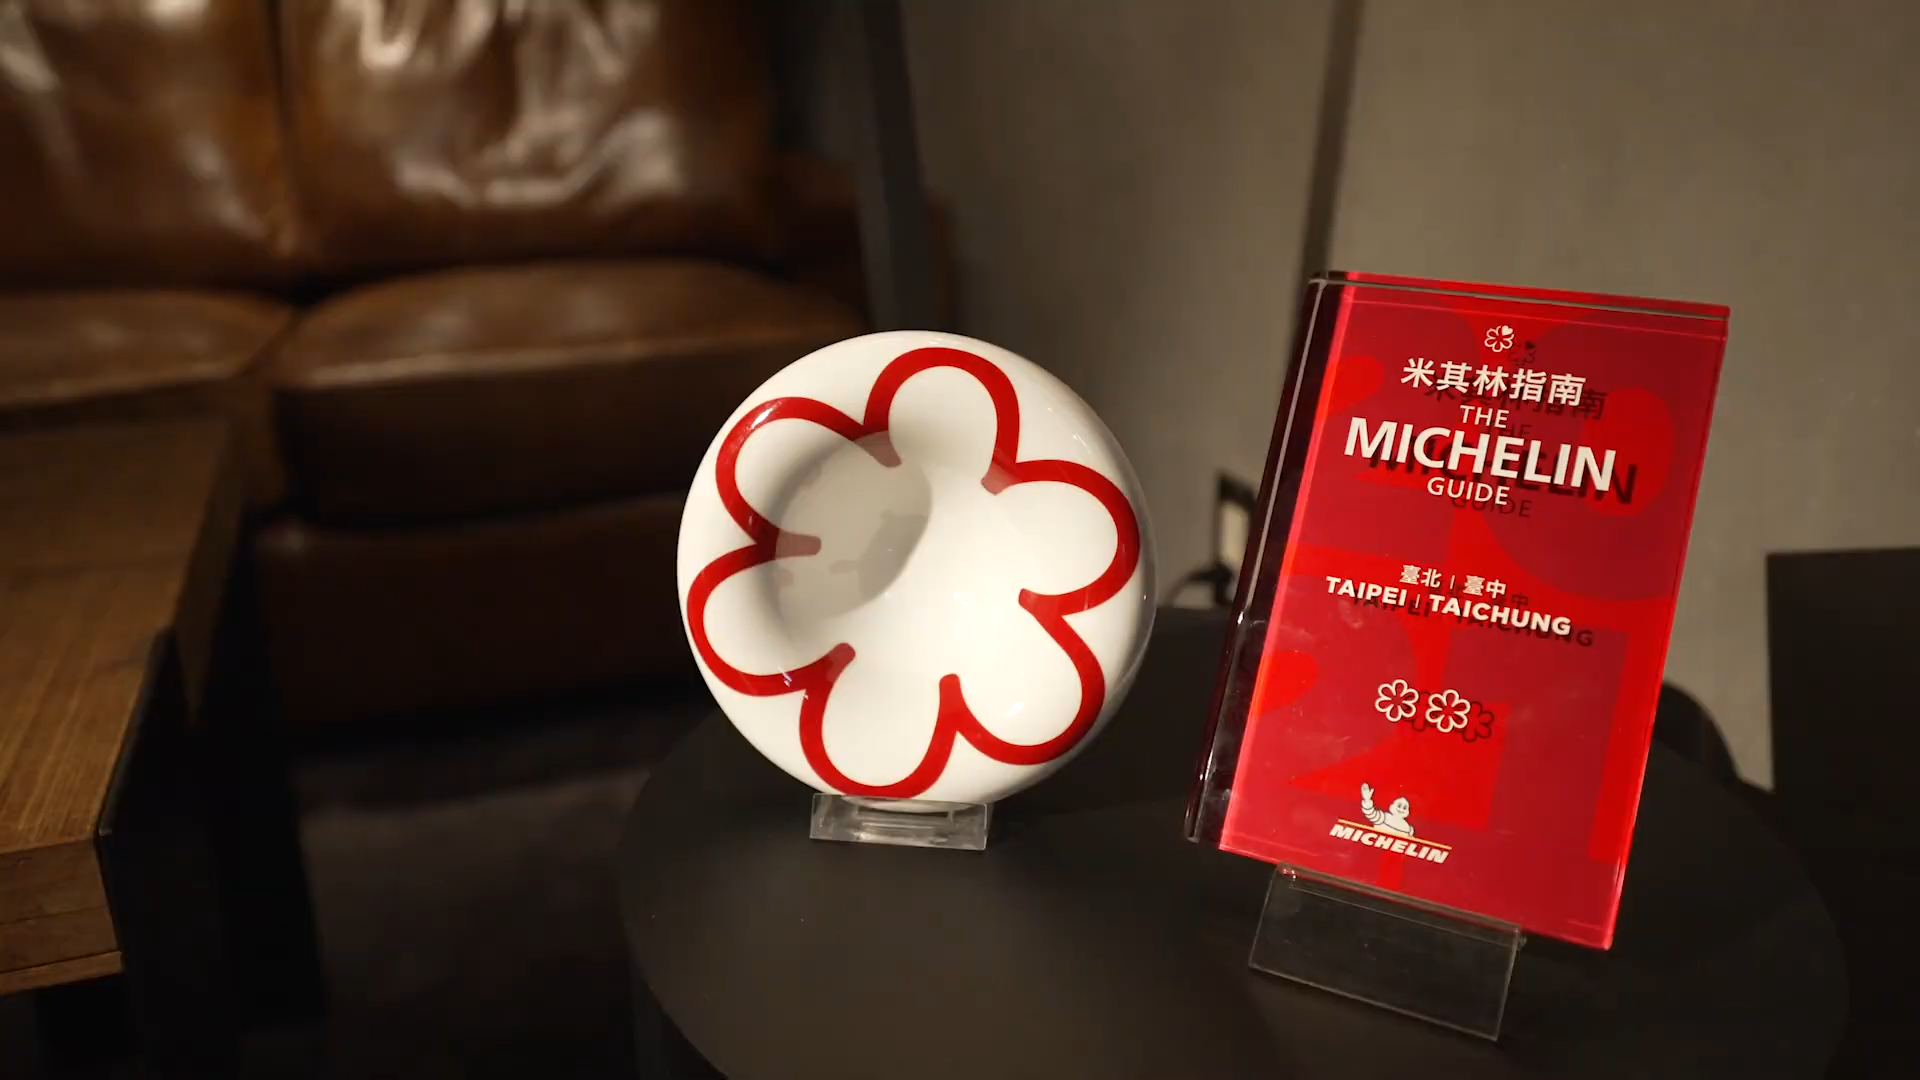 米其林指南
THE
MICHELIN
GUIDE
臺北 | 臺中
TAIPEI | TAICHUNG
MICHELIN